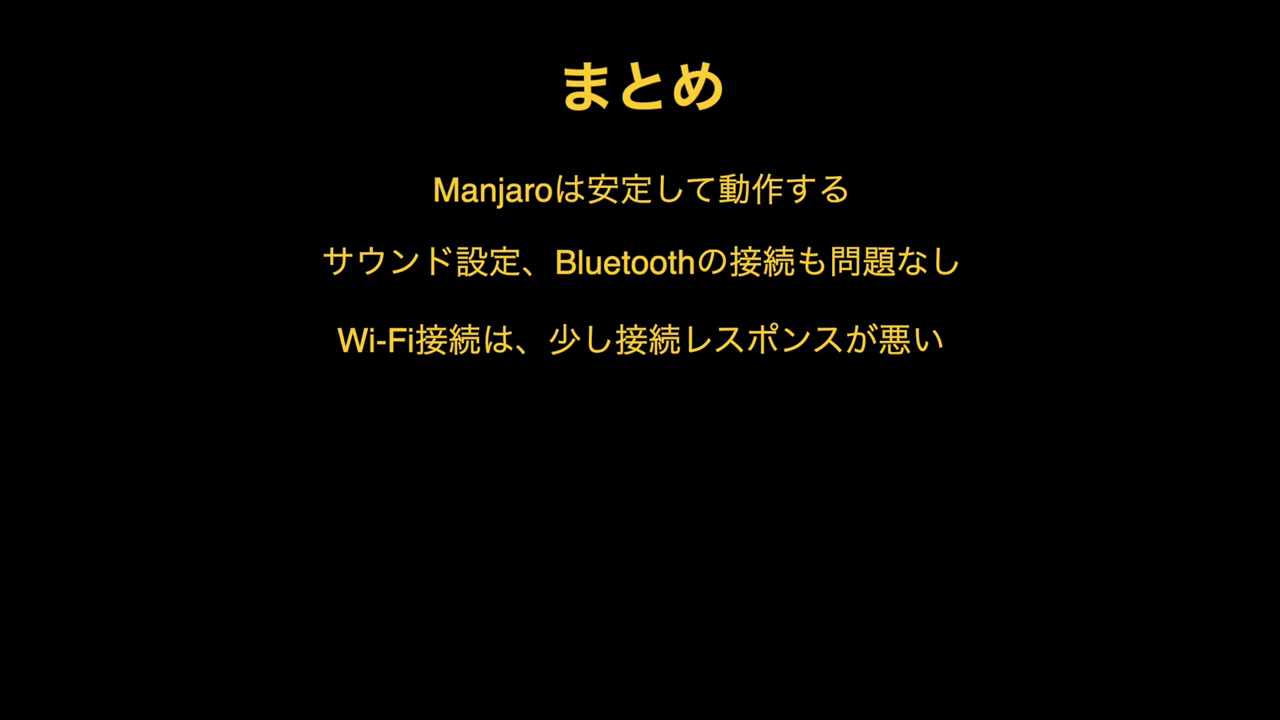 まとめ
Manjaroは安定して動作する
サウンド設定、Bluetoothの接続も問題なし
Wi-Fi接続は、少し接続レスポンスが悪い